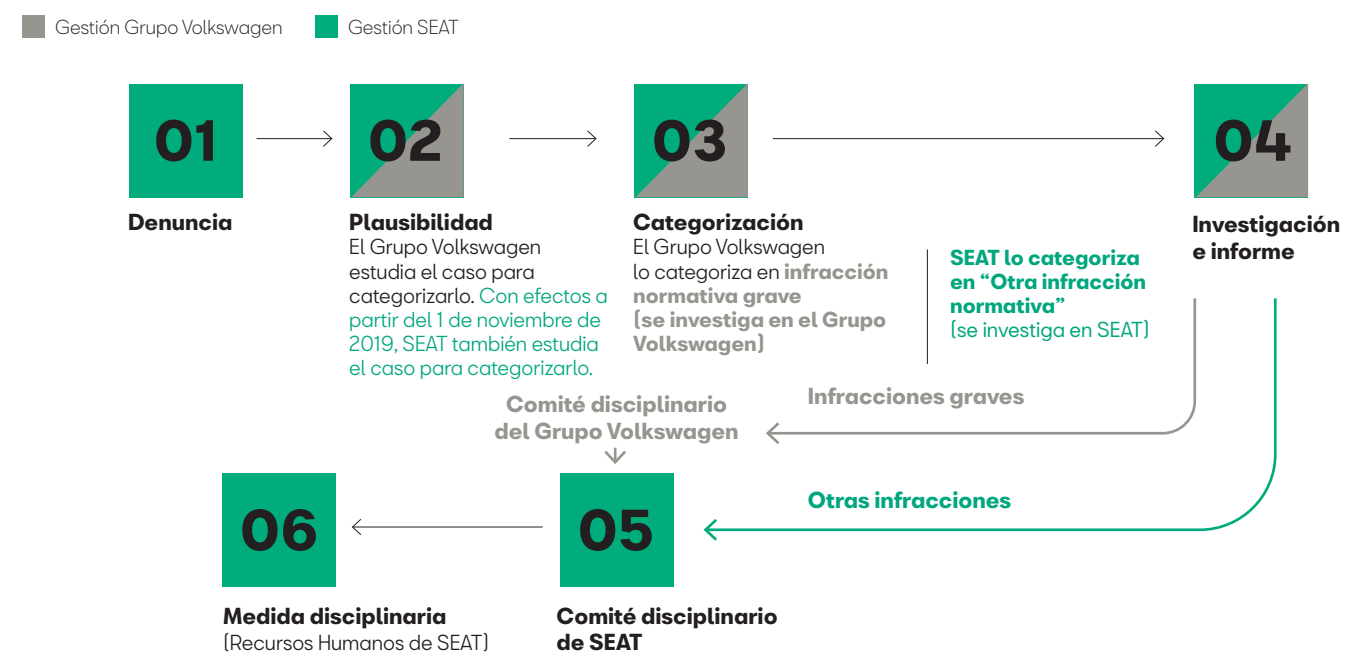 Gestión Grupo Volkswagen
Gestión SEAT
01
Denuncia
02
Plausibilidad
El Grupo Volkswagen
estudia el caso para
categorizarlo. Con efectos a
partir del 1 de noviembre de
2019, SEAT también estudia
el caso para categorizarlo.
03
Categorización
El Grupo Volkswagen
lo categoriza en infracción
normativa grave
(se investiga en el Grupo
Volkswagen)
SEAT lo categoriza
en “Otra infracción
normativa”
(se investiga en SEAT)
04
Investigación
e informe
Infracciones graves
Comité disciplinario
del Grupo Volkswagen
Otras infracciones
05
Comité disciplinario
de SEAT
06
Medida disciplinaria
(Recursos Humanos de SEAT)